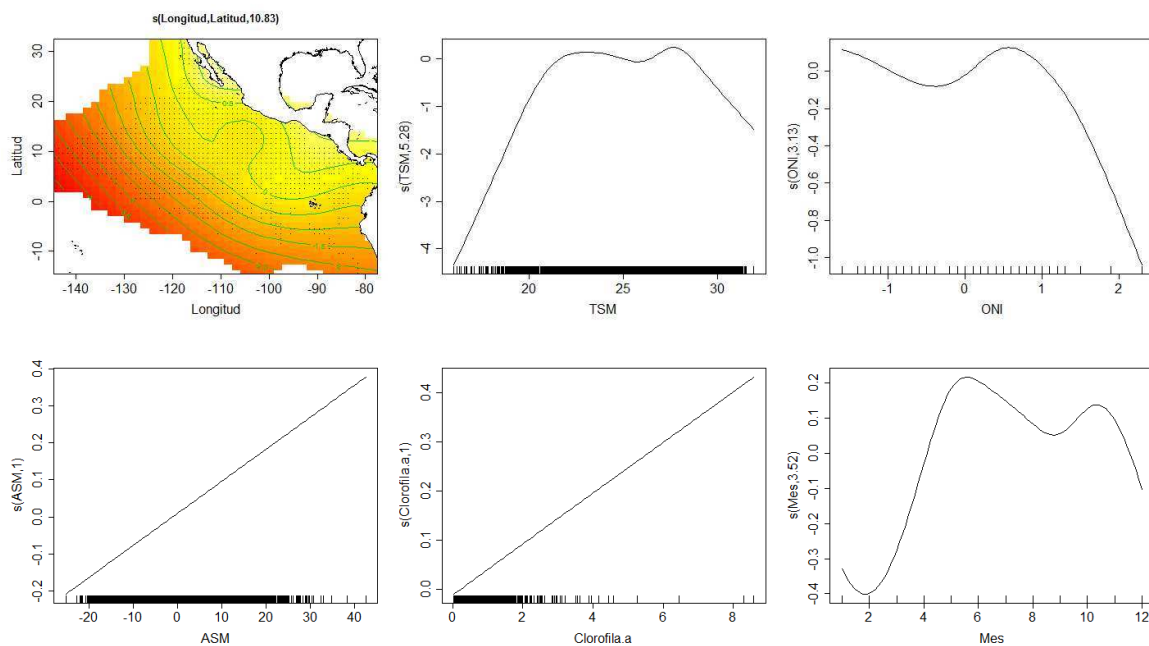 s(Longitud,Latitud,10.83)
Latitud
30
20
10
0
-10
-140 -130 -120 -110 -100 -90 -80
Longitud
s(TSM,5.28)
0
-1
-2
-3
-4
20 25 30
TSM
s(ONI,3.13)
0.0
-0.2
-0.4
-0.6
-0.8
-1.0
-1 0 1 2
ONI
s(ASM,1)
0.4
0.3
0.2
0.1
0.0
-0.1
-0.2
-20 -10 0 10 20 30 40
ASM
s(Clorofila.a,1)
0.4
0.3
0.2
0.1
0.0
0 2 4 6 8
Clorofila.a
s(Mes,3.52)
0.2
0.1
0.0
-0.1
-0.2
-0.3
-0.4
2 4 6 8 10 12
Mes